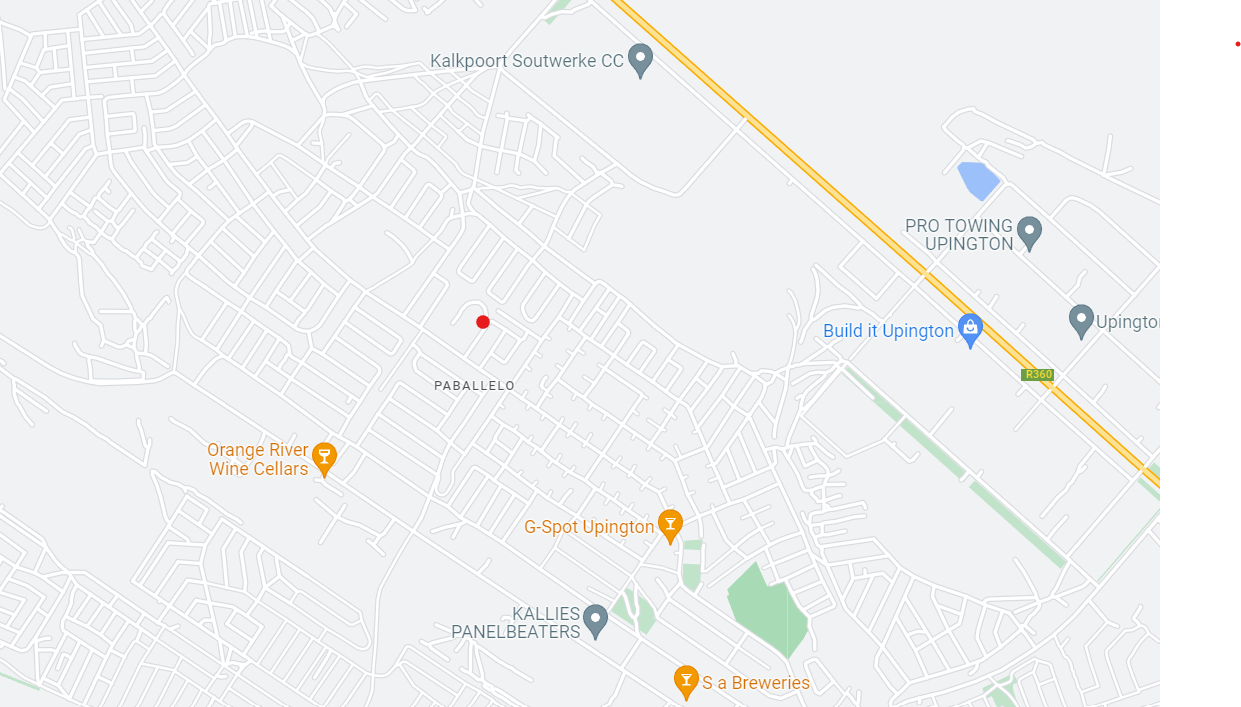 Kalkpoort Soutwerke CC
PRO TOWING
UPINGTON
Build it Upington
Upington
R360
PABALLELO
Orange River
Wine Cellars
G-Spot Upington
KALLIES
PANELBEATERS
S a Breweries